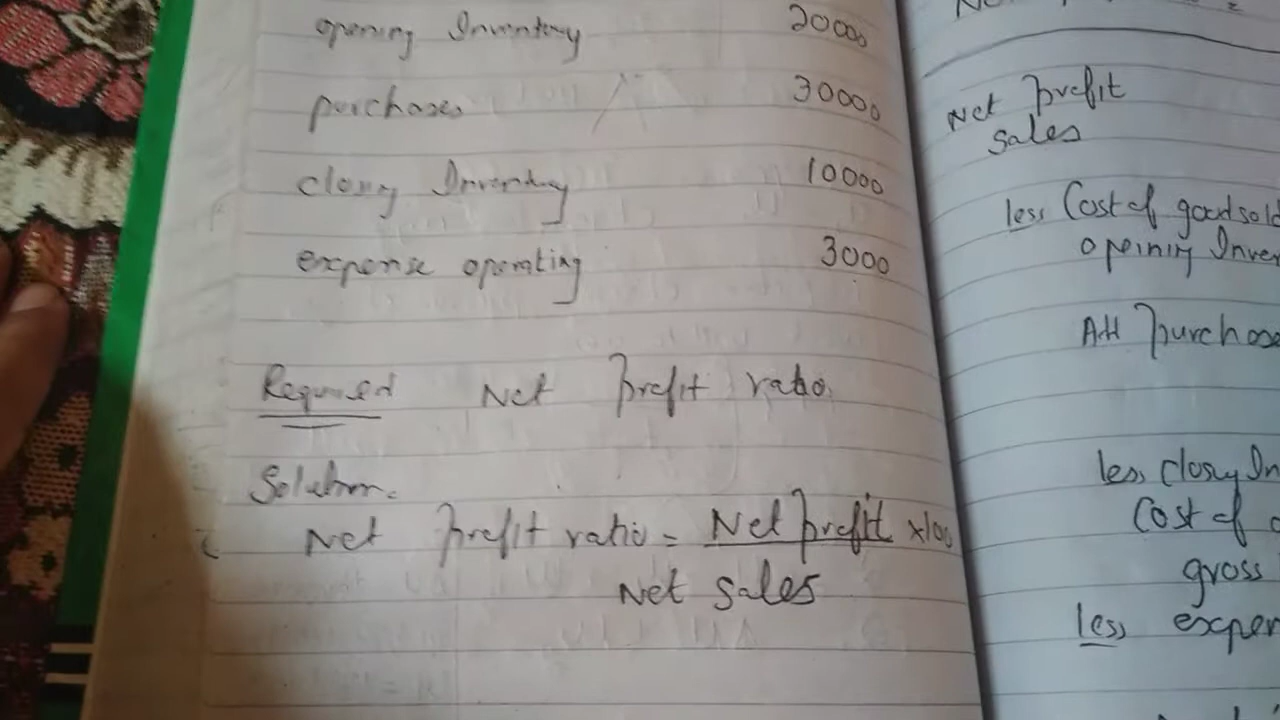 opening Inventory 20000
purchases 30000
closing Inventory 10000
expense operating 3000
Required Net profit ratio
Solution.
Net profit ratio = Net profit x100
Net sales
Net profit
sales
less Cost of goods sold
opening Inver
Add purchase
less closing In
Cost of
gross
less exper